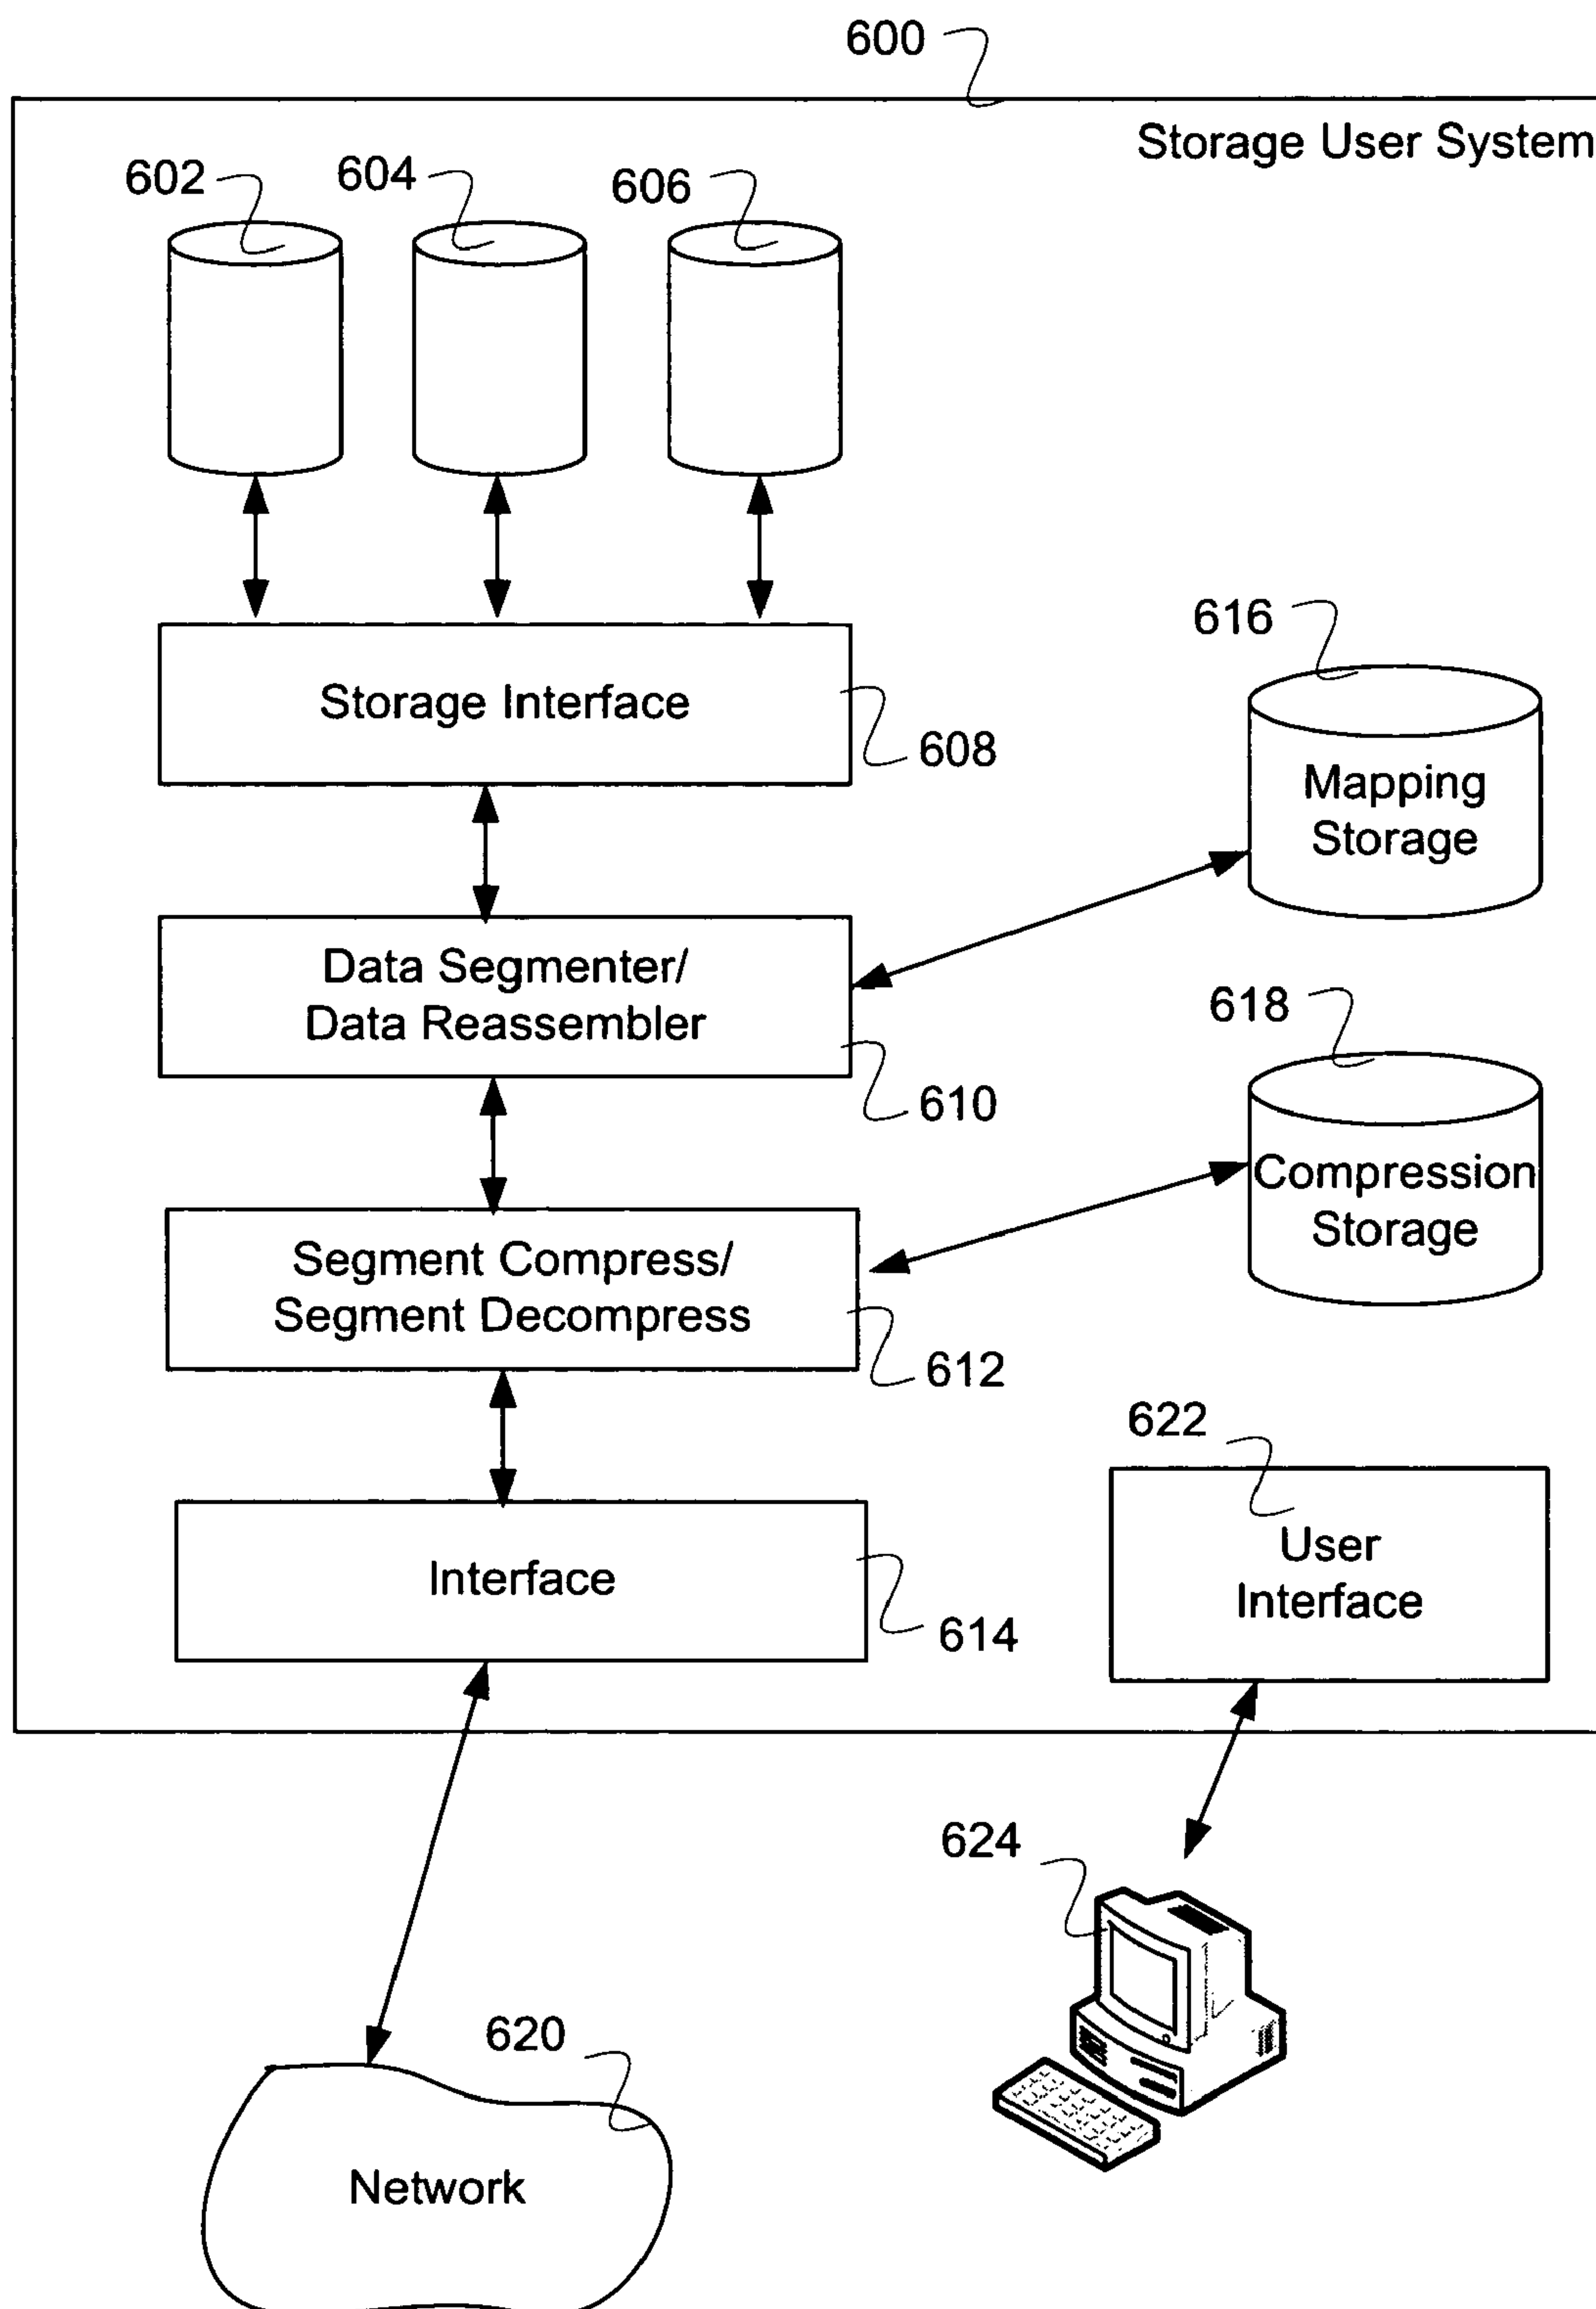 600
Storage User System
602
604
606
Storage Interface
608
616
Mapping
Storage
Data Segmenter/
Data Reassembler
610
618
Compression
Storage
Segment Compress/
Segment Decompress
612
622
User
Interface
Interface
614
624
620
Network